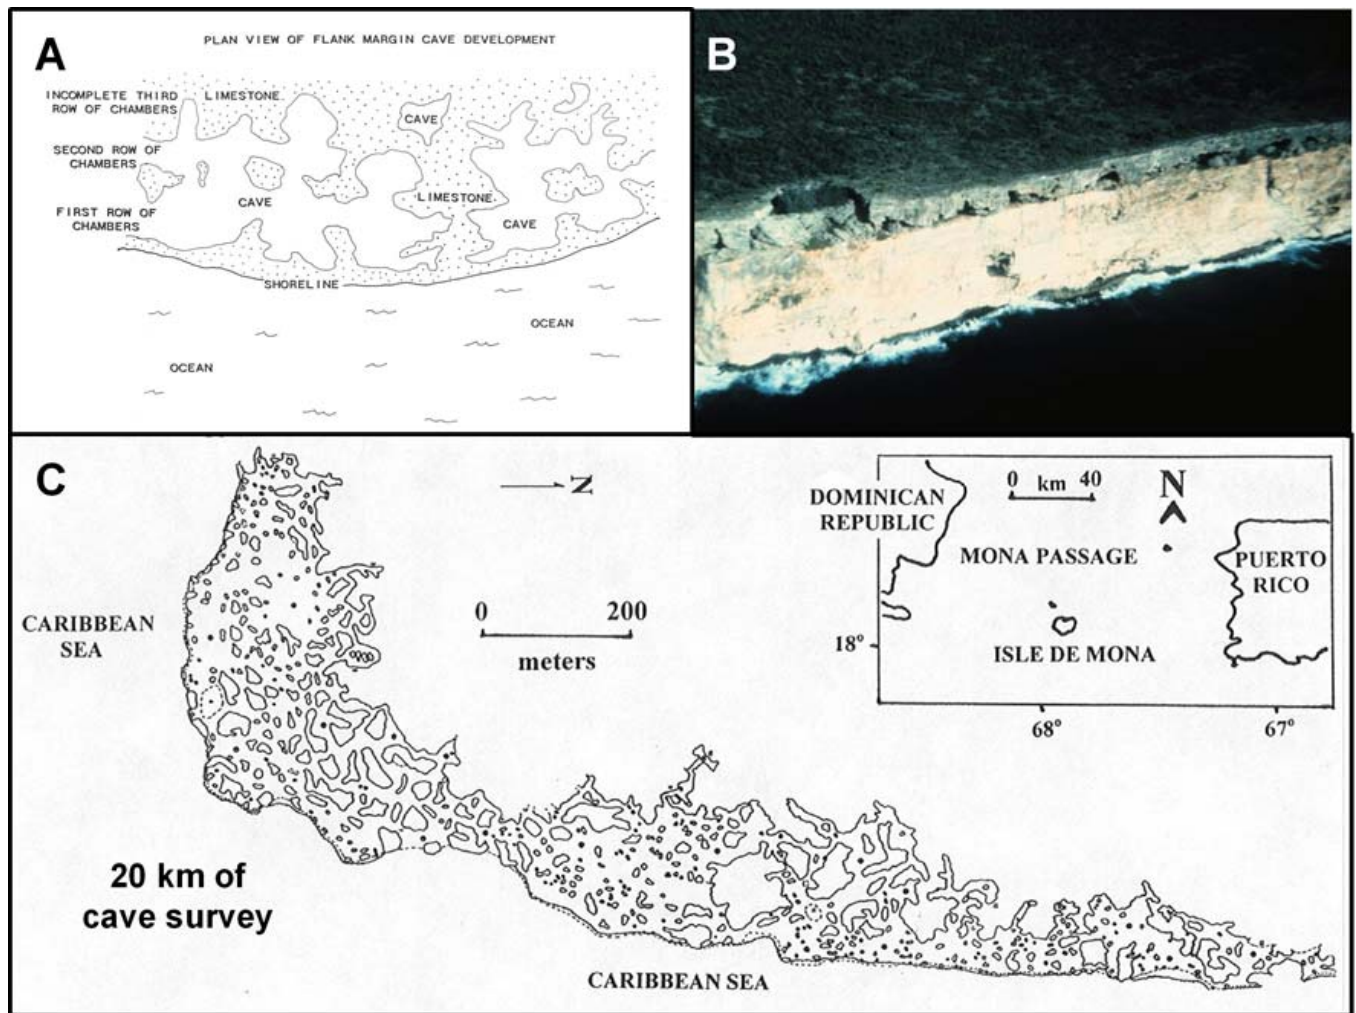 A
PLAN VIEW OF FLANK MARGIN CAVE DEVELOPMENT
INCOMPLETE THIRD
ROW OF CHAMBERS
LIMESTONE
CAVE
SECOND ROW OF
CHAMBERS
CAVE
LIMESTONE
FIRST ROW OF
CHAMBERS
CAVE
SHORELINE
OCEAN
OCEAN
B
C
N
CARIBBEAN
SEA
0 200
meters
20 km of
cave survey
CARIBBEAN SEA
DOMINICAN
REPUBLIC
0 km 40
N
MONA PASSAGE
PUERTO
RICO
18°
ISLE DE MONA
68° 67°